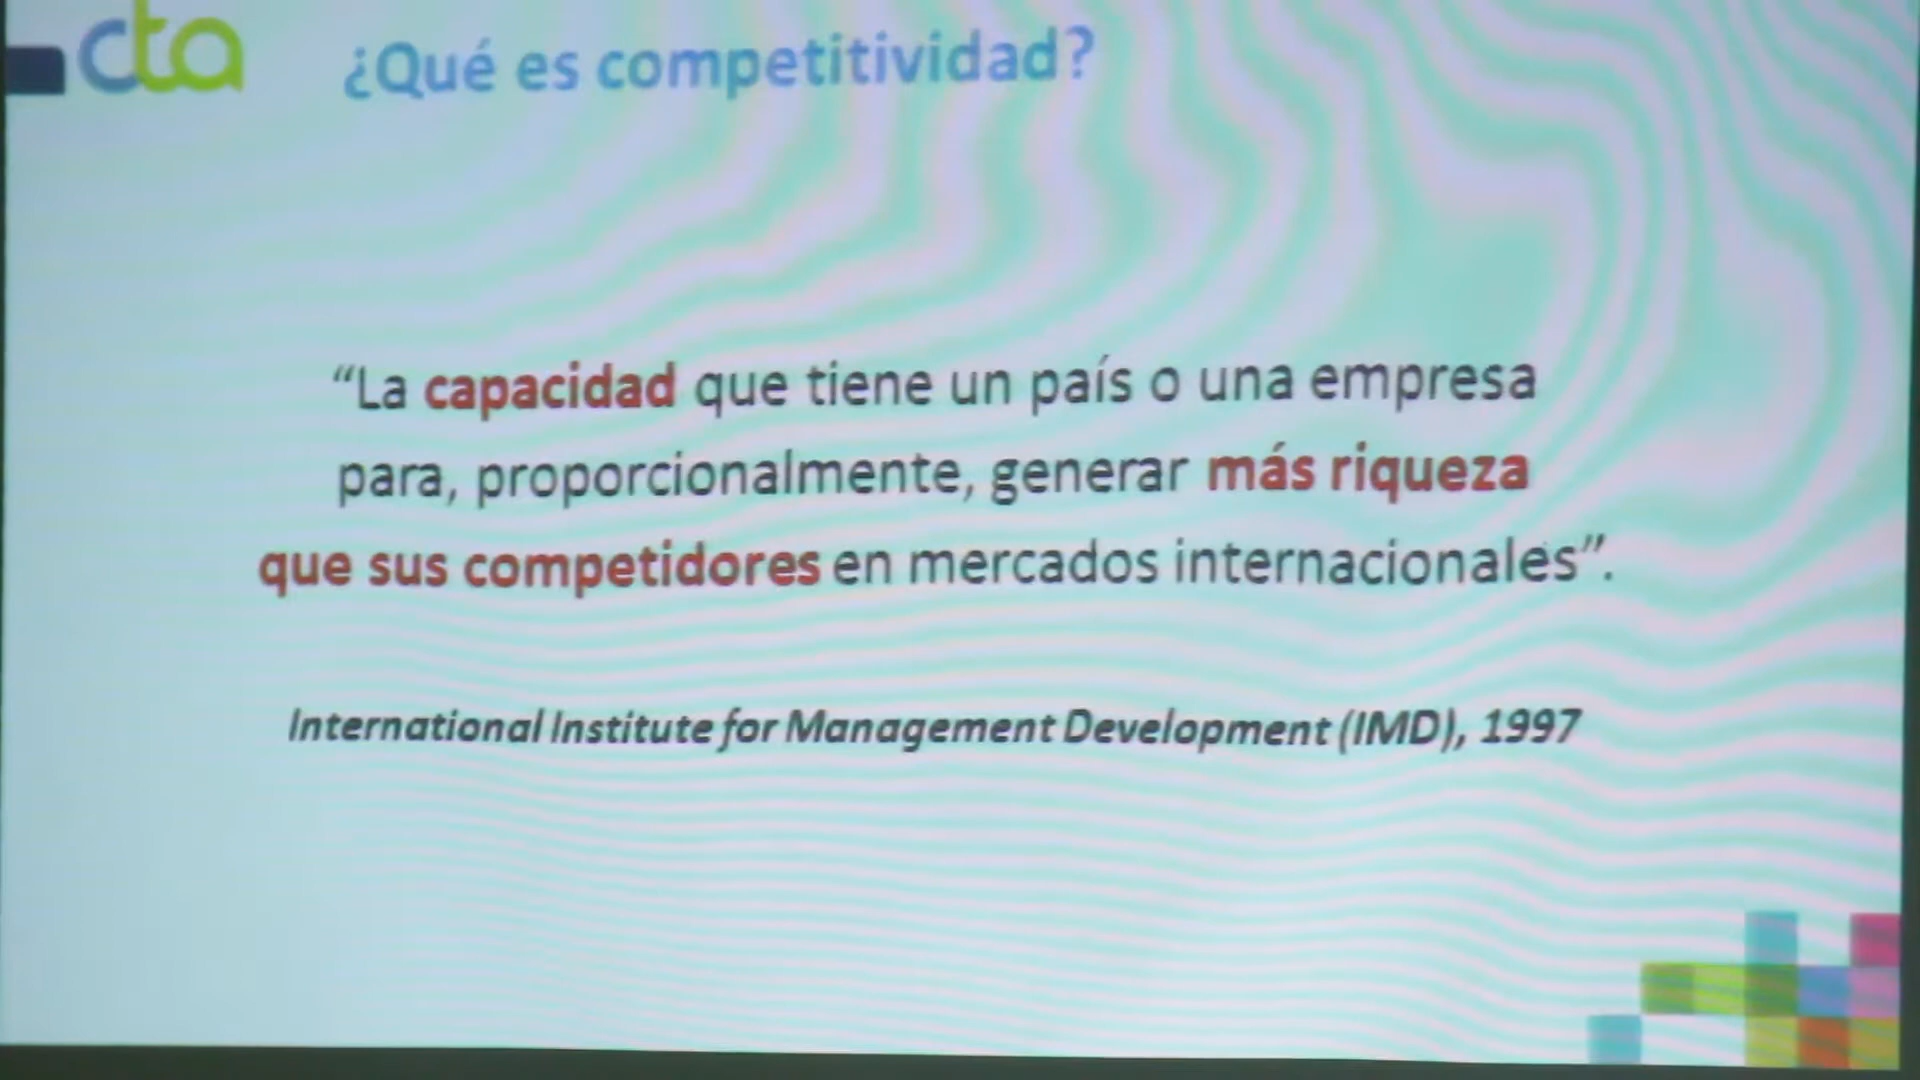 cta
¿Qué es competitividad?
“La capacidad que tiene un país o una empresa
para, proporcionalmente, generar más riqueza
que sus competidores en mercados internacionales”.
International Institute for Management Development (IMD), 1997